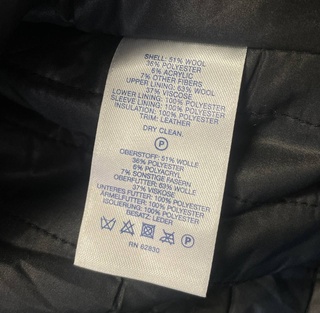 SHELL: 51% WOOL
36% POLYESTER
6% ACRYLIC
7% OTHER FIBERS
UPPER LINING: 63% WOOL
37% VISCOSE
LOWER LINING: 100% POLYESTER
SLEEVE LINING: 100% POLYESTER
INSULATION: 100% POLYESTER
TRIM: LEATHER
DRY CLEAN.
P
OBERSTOFF: 51% WOLLE
36% POLYESTER
6% POLYACRYL
7% SONSTIGE FASERN
OBERFUTTER: 63% WOLLE
37% VISKOSE
UNTERES FUTTER: 100% POLYESTER
ÄRMELFUTTER: 100% POLYESTER
ISOLIERUNG: 100% POLYESTER
BESATZ: LEDER
P
RN 62830